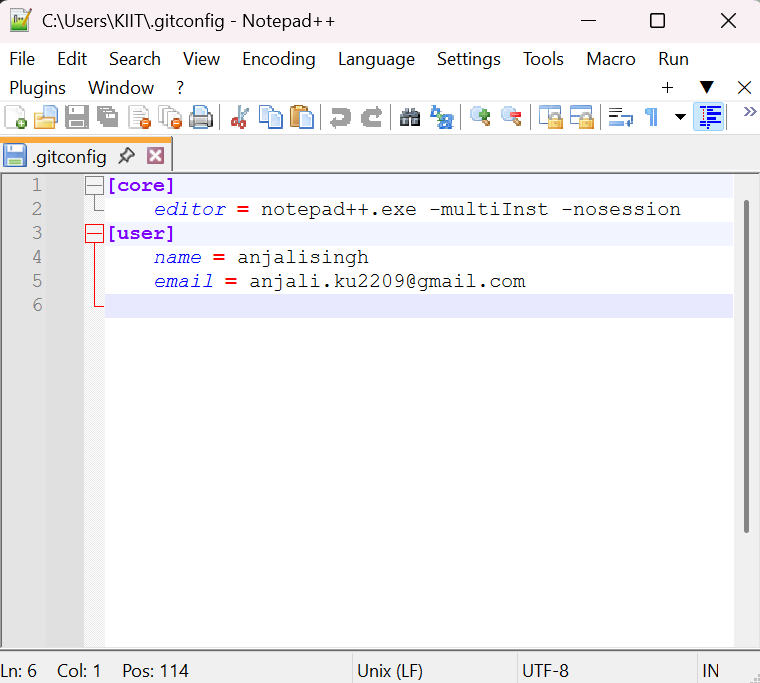 C:\Users\KIIT\.gitconfig - Notepad++
File Edit Search View Encoding Language Settings Tools Macro Run
Plugins Window ?
.gitconfig
1 [core]
2 editor = notepad++.exe -multiInst -nosession
3 [user]
4 name = anjalisingh
5 email = anjali.ku2209@gmail.com
6
Ln: 6 Col: 1 Pos: 114 Unix (LF) UTF-8 IN